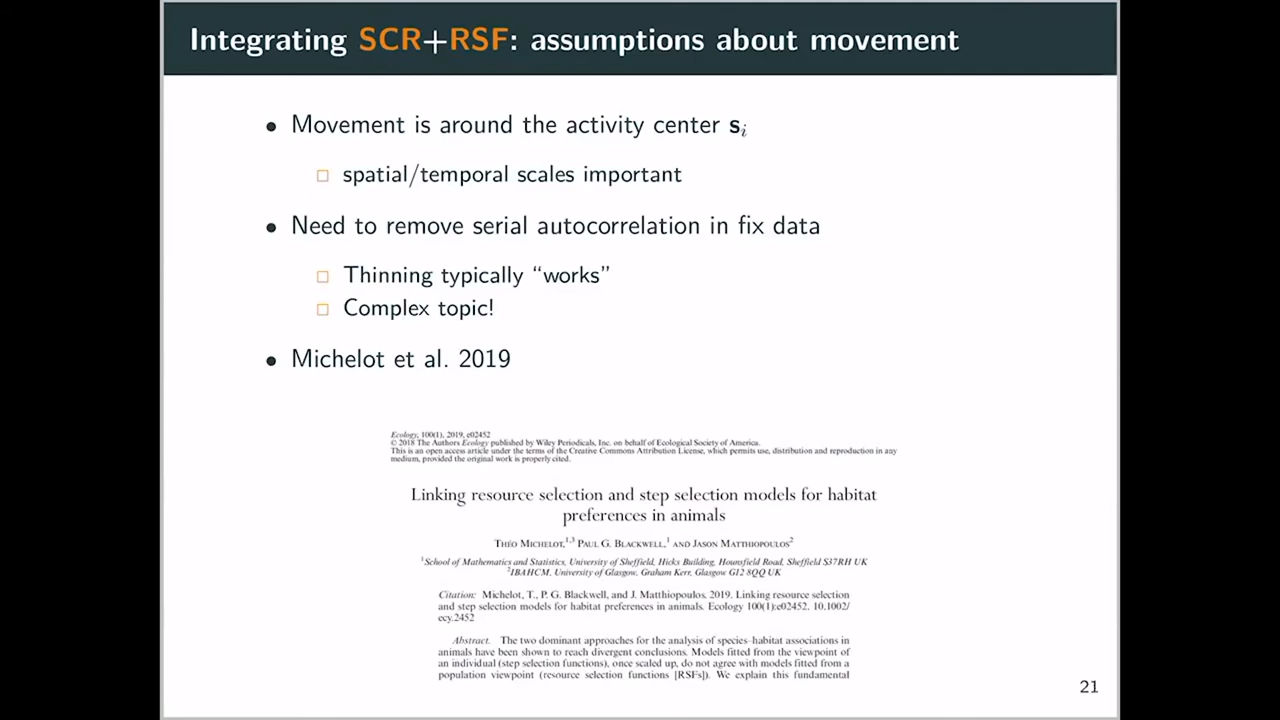 Integrating SCR+RSF: assumptions about movement
• Movement is around the activity center sᵢ
□ spatial/temporal scales important
• Need to remove serial autocorrelation in fix data
□ Thinning typically “works”
□ Complex topic!
• Michelot et al. 2019
Ecology, 100(1), 2019, e02452
© 2018 The Authors Ecology published by Wiley Periodicals, Inc. on behalf of Ecological Society of America.
This is an open access article under the terms of the Creative Commons Attribution License, which permits use, distribution and reproduction in any
medium, provided the original work is properly cited.
Linking resource selection and step selection models for habitat
preferences in animals
Théo Michelot,1,3 Paul G. Blackwell,1 and Jason Matthiopoulos2
1School of Mathematics and Statistics, University of Sheffield, Hicks Building, Hounsfield Road, Sheffield S37RH UK
2IBAHCM, University of Glasgow, Graham Kerr, Glasgow G12 8QQ UK
Citation: Michelot, T., P. G. Blackwell, and J. Matthiopoulos. 2019. Linking resource selection
and step selection models for habitat preferences in animals. Ecology 100(1):e02452. 10.1002/
ecy.2452
Abstract. The two dominant approaches for the analysis of species–habitat associations in
animals have been shown to reach divergent conclusions. Models fitted from the viewpoint of
an individual (step selection functions), once scaled up, do not agree with models fitted from a
population viewpoint (resource selection functions [RSFs]). We explain this fundamental
21